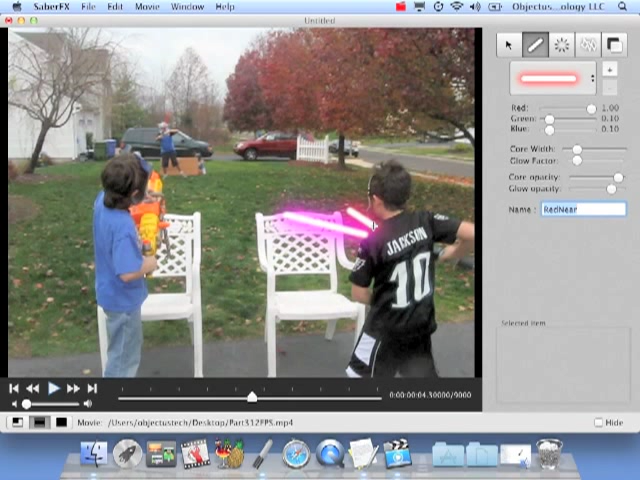 SaberFX File Edit Movie Window Help Objectus...ology LLC
Untitled
Red: 1.00
Green: 0.10
Blue: 0.10
Core Width:
Glow Factor:
Core opacity:
Glow opacity:
Name: RedNear
JACKSON
10
Selected Item
0:00:00:04.30000/9000
Movie: /Users/objectustech/Desktop/Part312FPS.mp4
Hide